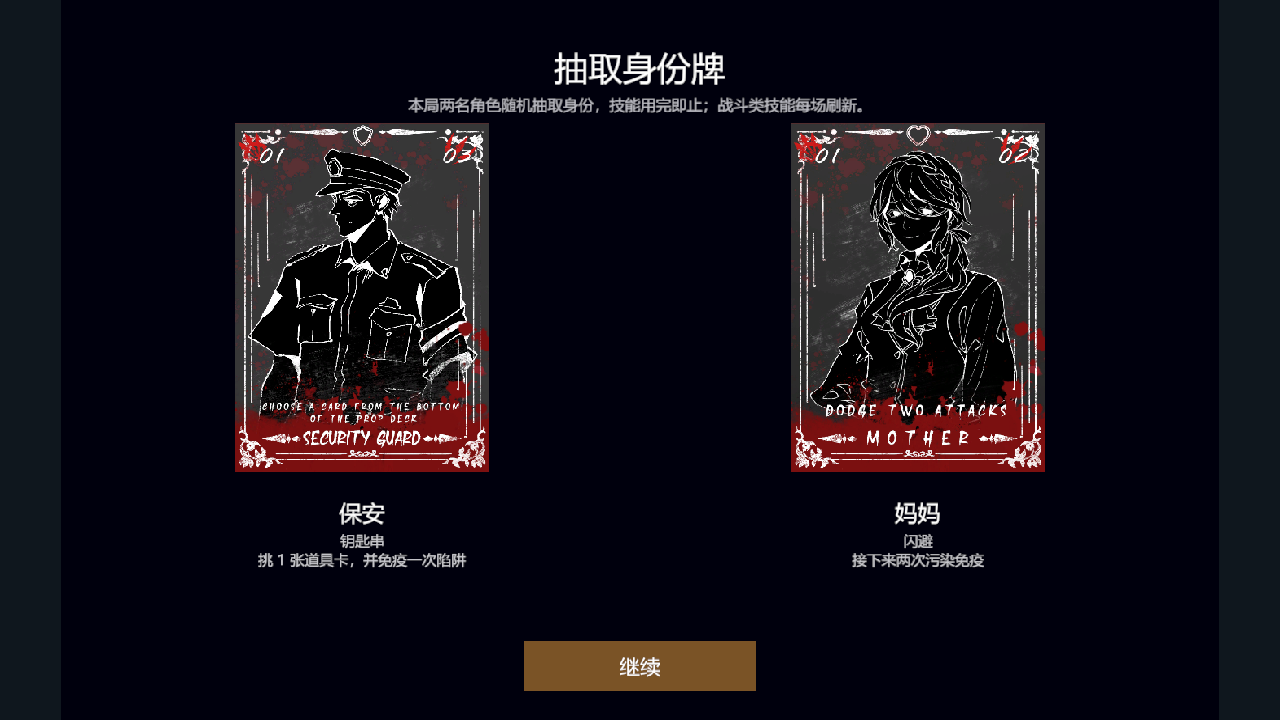 抽取身份牌
本局两名角色随机抽取身份，技能用完即止；战斗类技能每场刷新。
01
03
01
02
CHOOSE A CARD FROM THE BOTTOM
OF THE PROP DESK
SECURITY GUARD
DODGE TWO ATTACKS
MOTHER
保安
妈妈
钥匙串
闪避
挑 1 张道具卡，并免疫一次陷阱
接下来两次污染免疫
继续